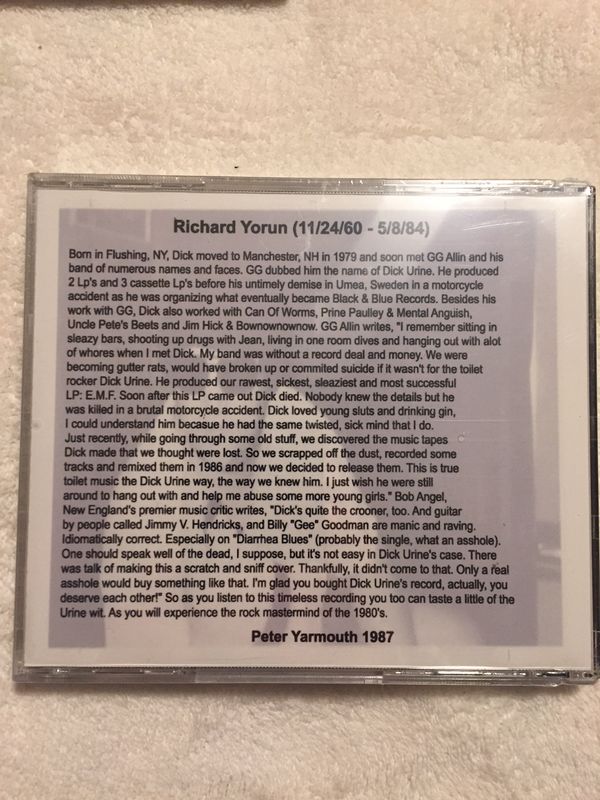 Richard Yorun (11/24/60 - 5/8/84)
Born in Flushing, NY, Dick moved to Manchester, NH in 1979 and soon met GG Allin and his
band of numerous names and faces. GG dubbed him the name of Dick Urine. He produced
2 Lp's and 3 cassette Lp's before his untimely demise in Umea, Sweden in a motorcycle
accident as he was organizing what eventually became Black & Blue Records. Besides his
work with GG, Dick also worked with Can Of Worms, Prine Paulley & Mental Anguish,
Uncle Pete's Beets and Jim Hick & Bownownownow. GG Allin writes, "I remember sitting in
sleazy bars, shooting up drugs with Jean, living in one room dives and hanging out with alot
of whores when I met Dick. My band was without a record deal and money. We were
becoming gutter rats, would have broken up or commited suicide if it wasn't for the toilet
rocker Dick Urine. He produced our rawest, sickest, sleaziest and most successful
LP: E.M.F. Soon after this LP came out Dick died. Nobody knew the details but he
was killed in a brutal motorcycle accident. Dick loved young sluts and drinking gin,
I could understand him becasue he had the same twisted, sick mind that I do.
Just recently, while going through some old stuff, we discovered the music tapes
Dick made that we thought were lost. So we scrapped off the dust, recorded some
tracks and remixed them in 1986 and now we decided to release them. This is true
toilet music the Dick Urine way, the way we knew him. I just wish he were still
around to hang out with and help me abuse some more young girls." Bob Angel,
New England's premier music critic writes, "Dick's quite the crooner, too. And guitar
by people called Jimmy V. Hendricks, and Billy "Gee" Goodman are manic and raving.
Idiomatically correct. Especially on "Diarrhea Blues" (probably the single, what an asshole).
One should speak well of the dead, I suppose, but it's not easy in Dick Urine's case. There
was talk of making this a scratch and sniff cover. Thankfully, it didn't come to that. Only a real
asshole would buy something like that. I'm glad you bought Dick Urine's record, actually, you
deserve each other!" So as you listen to this timeless recording you too can taste a little of the
Urine wit. As you will experience the rock mastermind of the 1980's.
Peter Yarmouth 1987